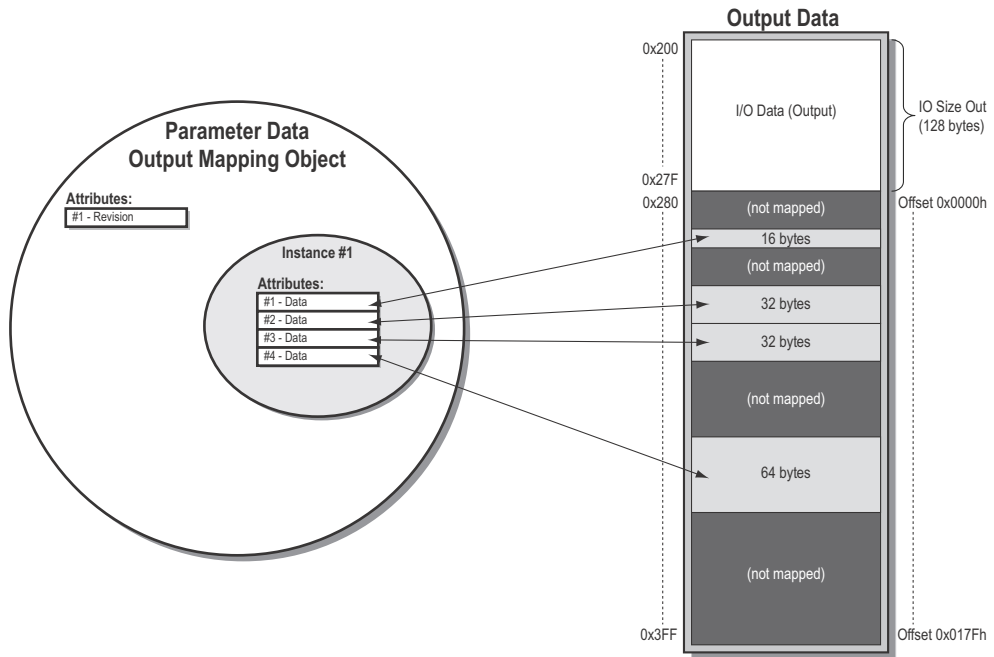 Parameter Data
Output Mapping Object
Attributes:
#1 - Revision
Instance #1
Attributes:
#1 - Data
#2 - Data
#3 - Data
#4 - Data
Output Data
0x200
I/O Data (Output)
IO Size Out
(128 bytes)
0x27F
0x280
(not mapped)
Offset 0x0000h
16 bytes
(not mapped)
32 bytes
32 bytes
(not mapped)
64 bytes
(not mapped)
0x3FF
Offset 0x017Fh